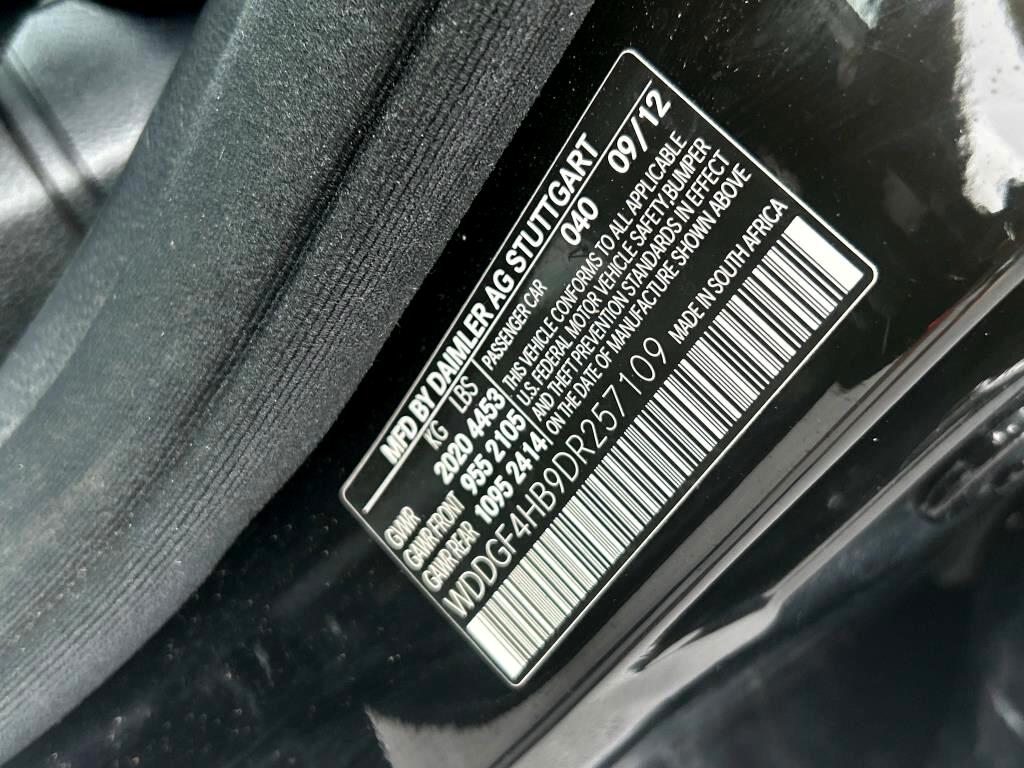 MFD BY DAIMLER AG STUTTGART
KG LBS PASSENGER CAR 040 09/12
GVWR 2020 4453 THIS VEHICLE CONFORMS TO ALL APPLICABLE
GAWR FRONT 955 2105 U.S. FEDERAL MOTOR VEHICLE SAFETY, BUMPER
GAWR REAR 1095 2414 AND THEFT PREVENTION STANDARDS IN EFFECT
ON THE DATE OF MANUFACTURE SHOWN ABOVE
WDDGF4HB9DR257109 MADE IN SOUTH AFRICA